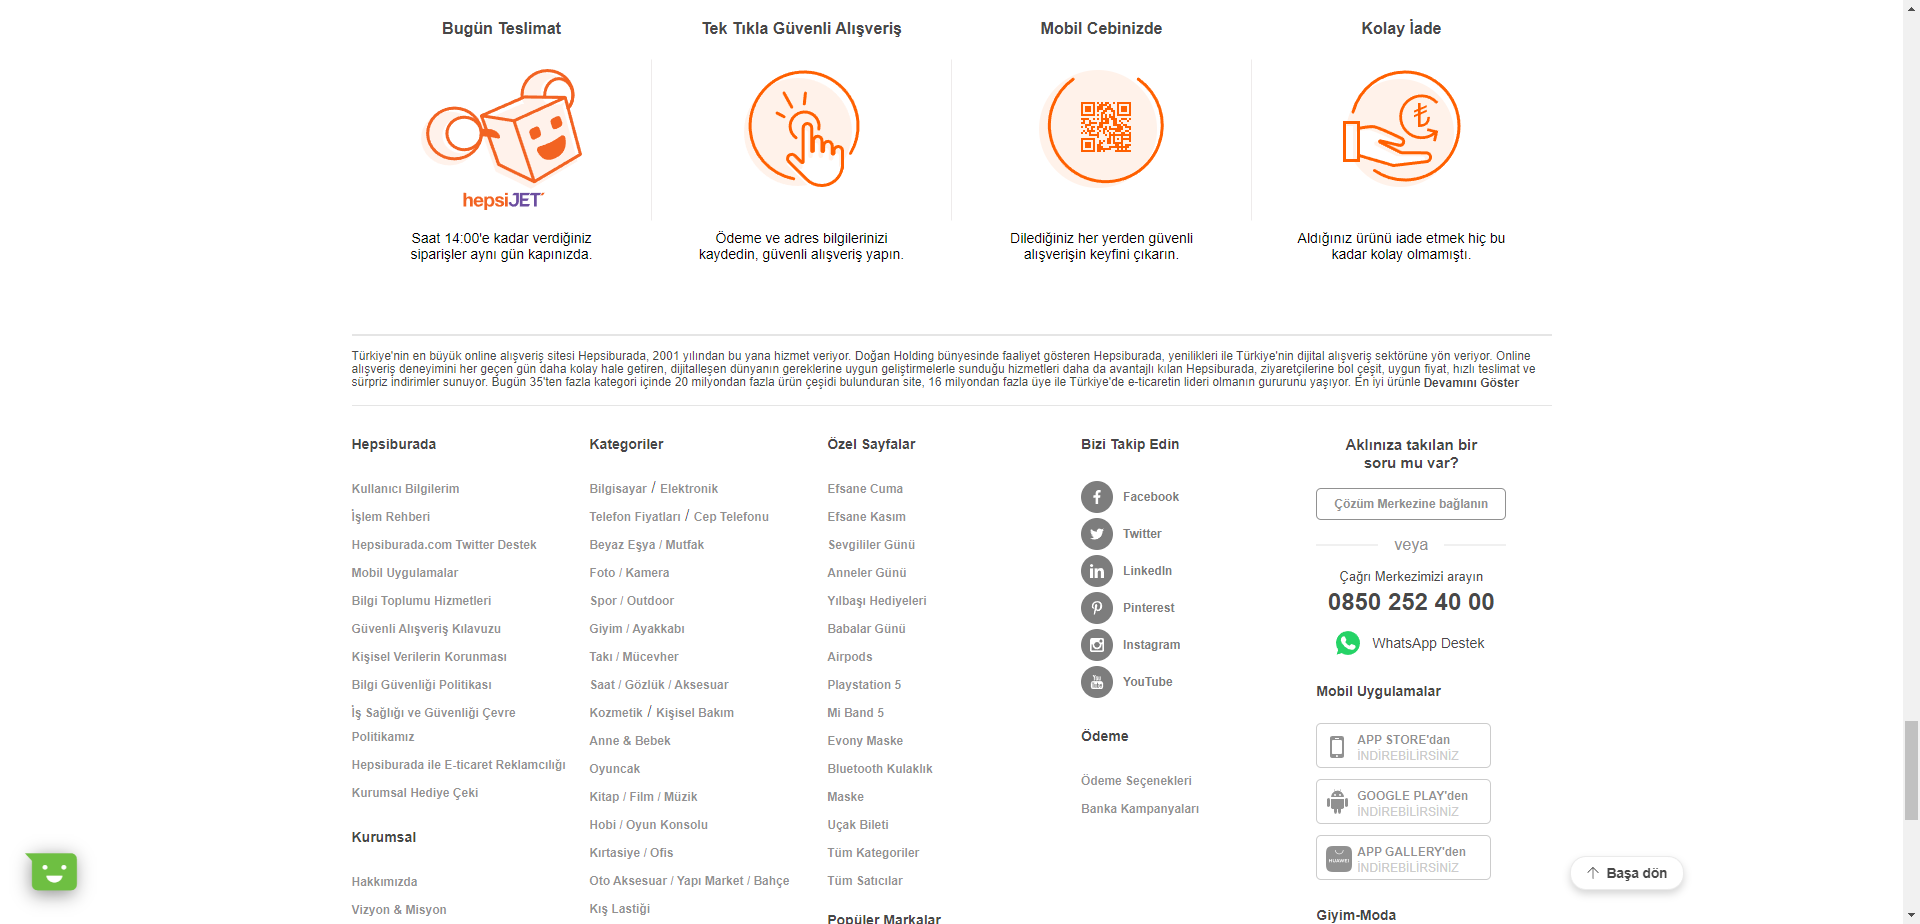 Bugün Teslimat
hepsiJET
Saat 14:00'e kadar verdiğiniz
siparişler aynı gün kapınızda.
Tek Tıkla Güvenli Alışveriş
Ödeme ve adres bilgilerinizi
kaydedin, güvenli alışveriş yapın.
Mobil Cebinizde
Dilediğiniz her yerden güvenli
alışverişin keyfini çıkarın.
Kolay İade
Aldığınız ürünü iade etmek hiç bu
kadar kolay olmamıştı.
Türkiye'nin en büyük online alışveriş sitesi Hepsiburada, 2001 yılından bu yana hizmet veriyor. Doğan Holding bünyesinde faaliyet gösteren Hepsiburada, yenilikleri ile Türkiye'nin dijital alışveriş sektörüne yön veriyor. Online
alışveriş deneyimini her geçen gün daha kolay hale getiren, dijitalleşen dünyanın gereklerine uygun geliştirmelerle sunduğu hizmetleri daha da avantajlı kılan Hepsiburada, ziyaretçilerine bol çeşit, uygun fiyat, hızlı teslimat ve
sürpriz indirimler sunuyor. Bugün 35'ten fazla kategori içinde 20 milyondan fazla ürün çeşidi bulunduran site, 16 milyondan fazla üye ile Türkiye'de e-ticaretin lideri olmanın gururunu yaşıyor. En iyi ürünle Devamını Göster
Hepsiburada
Kullanıcı Bilgilerim
İşlem Rehberi
Hepsiburada.com Twitter Destek
Mobil Uygulamalar
Bilgi Toplumu Hizmetleri
Güvenli Alışveriş Kılavuzu
Kişisel Verilerin Korunması
Bilgi Güvenliği Politikası
İş Sağlığı ve Güvenliği Çevre
Politikamız
Hepsiburada ile E-ticaret Reklamcılığı
Kurumsal Hediye Çeki
Kurumsal
Hakkımızda
Vizyon & Misyon
Kategoriler
Bilgisayar / Elektronik
Telefon Fiyatları / Cep Telefonu
Beyaz Eşya / Mutfak
Foto / Kamera
Spor / Outdoor
Giyim / Ayakkabı
Takı / Mücevher
Saat / Gözlük / Aksesuar
Kozmetik / Kişisel Bakım
Anne & Bebek
Oyuncak
Kitap / Film / Müzik
Hobi / Oyun Konsolu
Kırtasiye / Ofis
Oto Aksesuar / Yapı Market / Bahçe
Kış Lastiği
Özel Sayfalar
Efsane Cuma
Efsane Kasım
Sevgililer Günü
Anneler Günü
Yılbaşı Hediyeleri
Babalar Günü
Airpods
Playstation 5
Mi Band 5
Evony Maske
Bluetooth Kulaklık
Maske
Uçak Bileti
Tüm Kategoriler
Tüm Satıcılar
Popüler Markalar
Bizi Takip Edin
Facebook
Twitter
LinkedIn
Pinterest
Instagram
YouTube
Ödeme
Ödeme Seçenekleri
Banka Kampanyaları
Aklınıza takılan bir
soru mu var?
Çözüm Merkezine bağlanın
veya
Çağrı Merkezimizi arayın
0850 252 40 00
WhatsApp Destek
Mobil Uygulamalar
APP STORE'dan
İNDİREBİLİRSİNİZ
GOOGLE PLAY'den
İNDİREBİLİRSİNİZ
HUAWEI
APP GALLERY'den
İNDİREBİLİRSİNİZ
Giyim-Moda
Başa dön